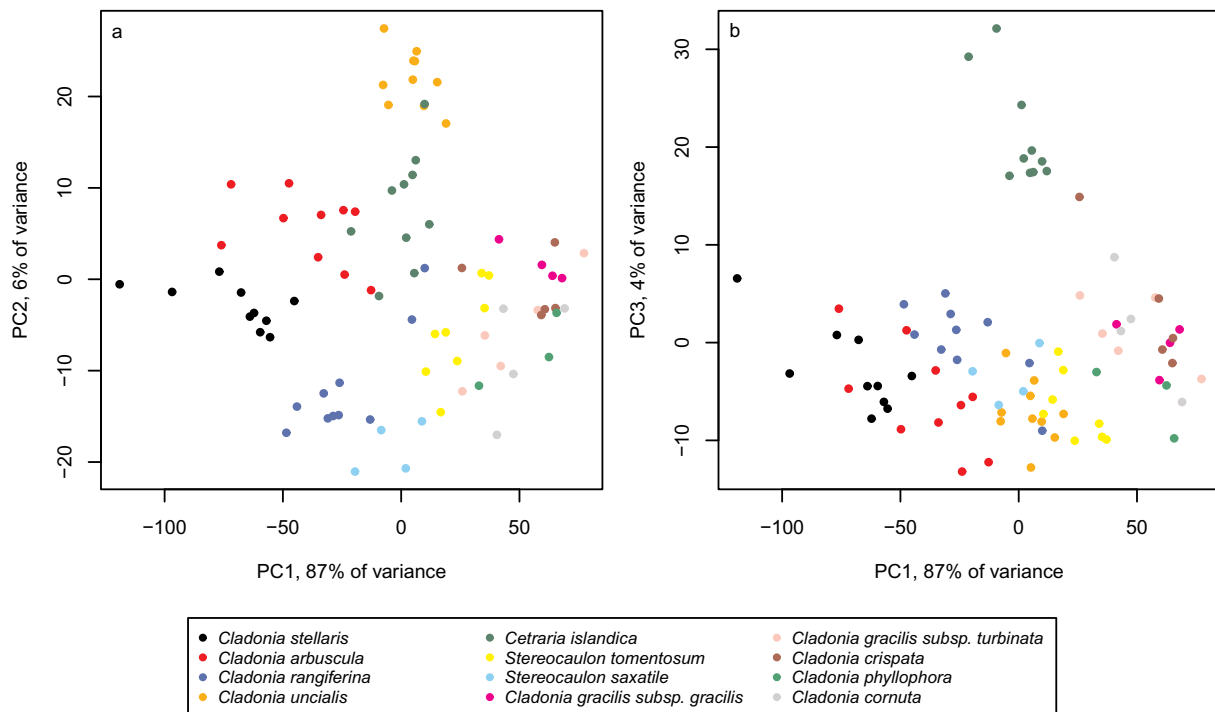 a
PC2, 6% of variance
20
10
0
−10
−20
−100
−50
0
50
PC1, 87% of variance
b
PC3, 4% of variance
30
20
10
0
−10
−100
−50
0
50
PC1, 87% of variance
Cladonia stellaris
Cladonia arbuscula
Cladonia rangiferina
Cladonia uncialis
Cetraria islandica
Stereocaulon tomentosum
Stereocaulon saxatile
Cladonia gracilis subsp. gracilis
Cladonia gracilis subsp. turbinata
Cladonia crispata
Cladonia phyllophora
Cladonia cornuta